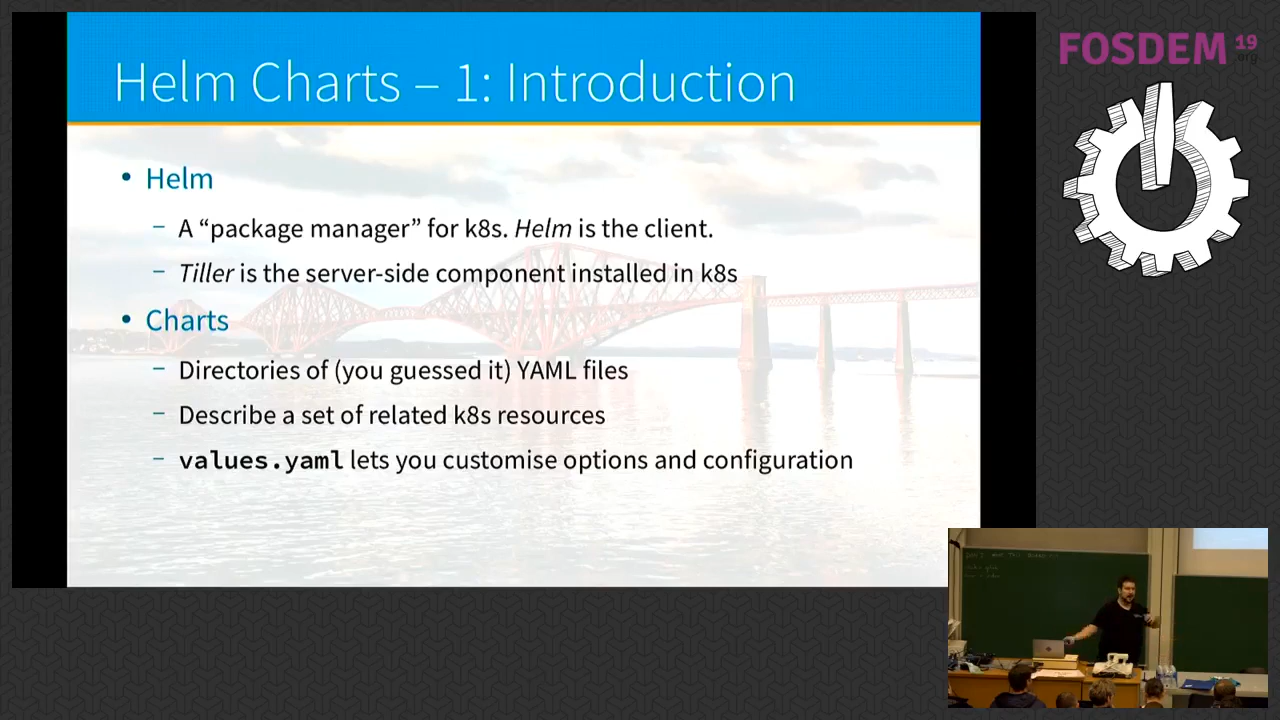 Helm Charts – 1: Introduction
FOSDEM 19
.org
• Helm
– A “package manager” for k8s. Helm is the client.
– Tiller is the server-side component installed in k8s
• Charts
– Directories of (you guessed it) YAML files
– Describe a set of related k8s resources
– values.yaml lets you customise options and configuration